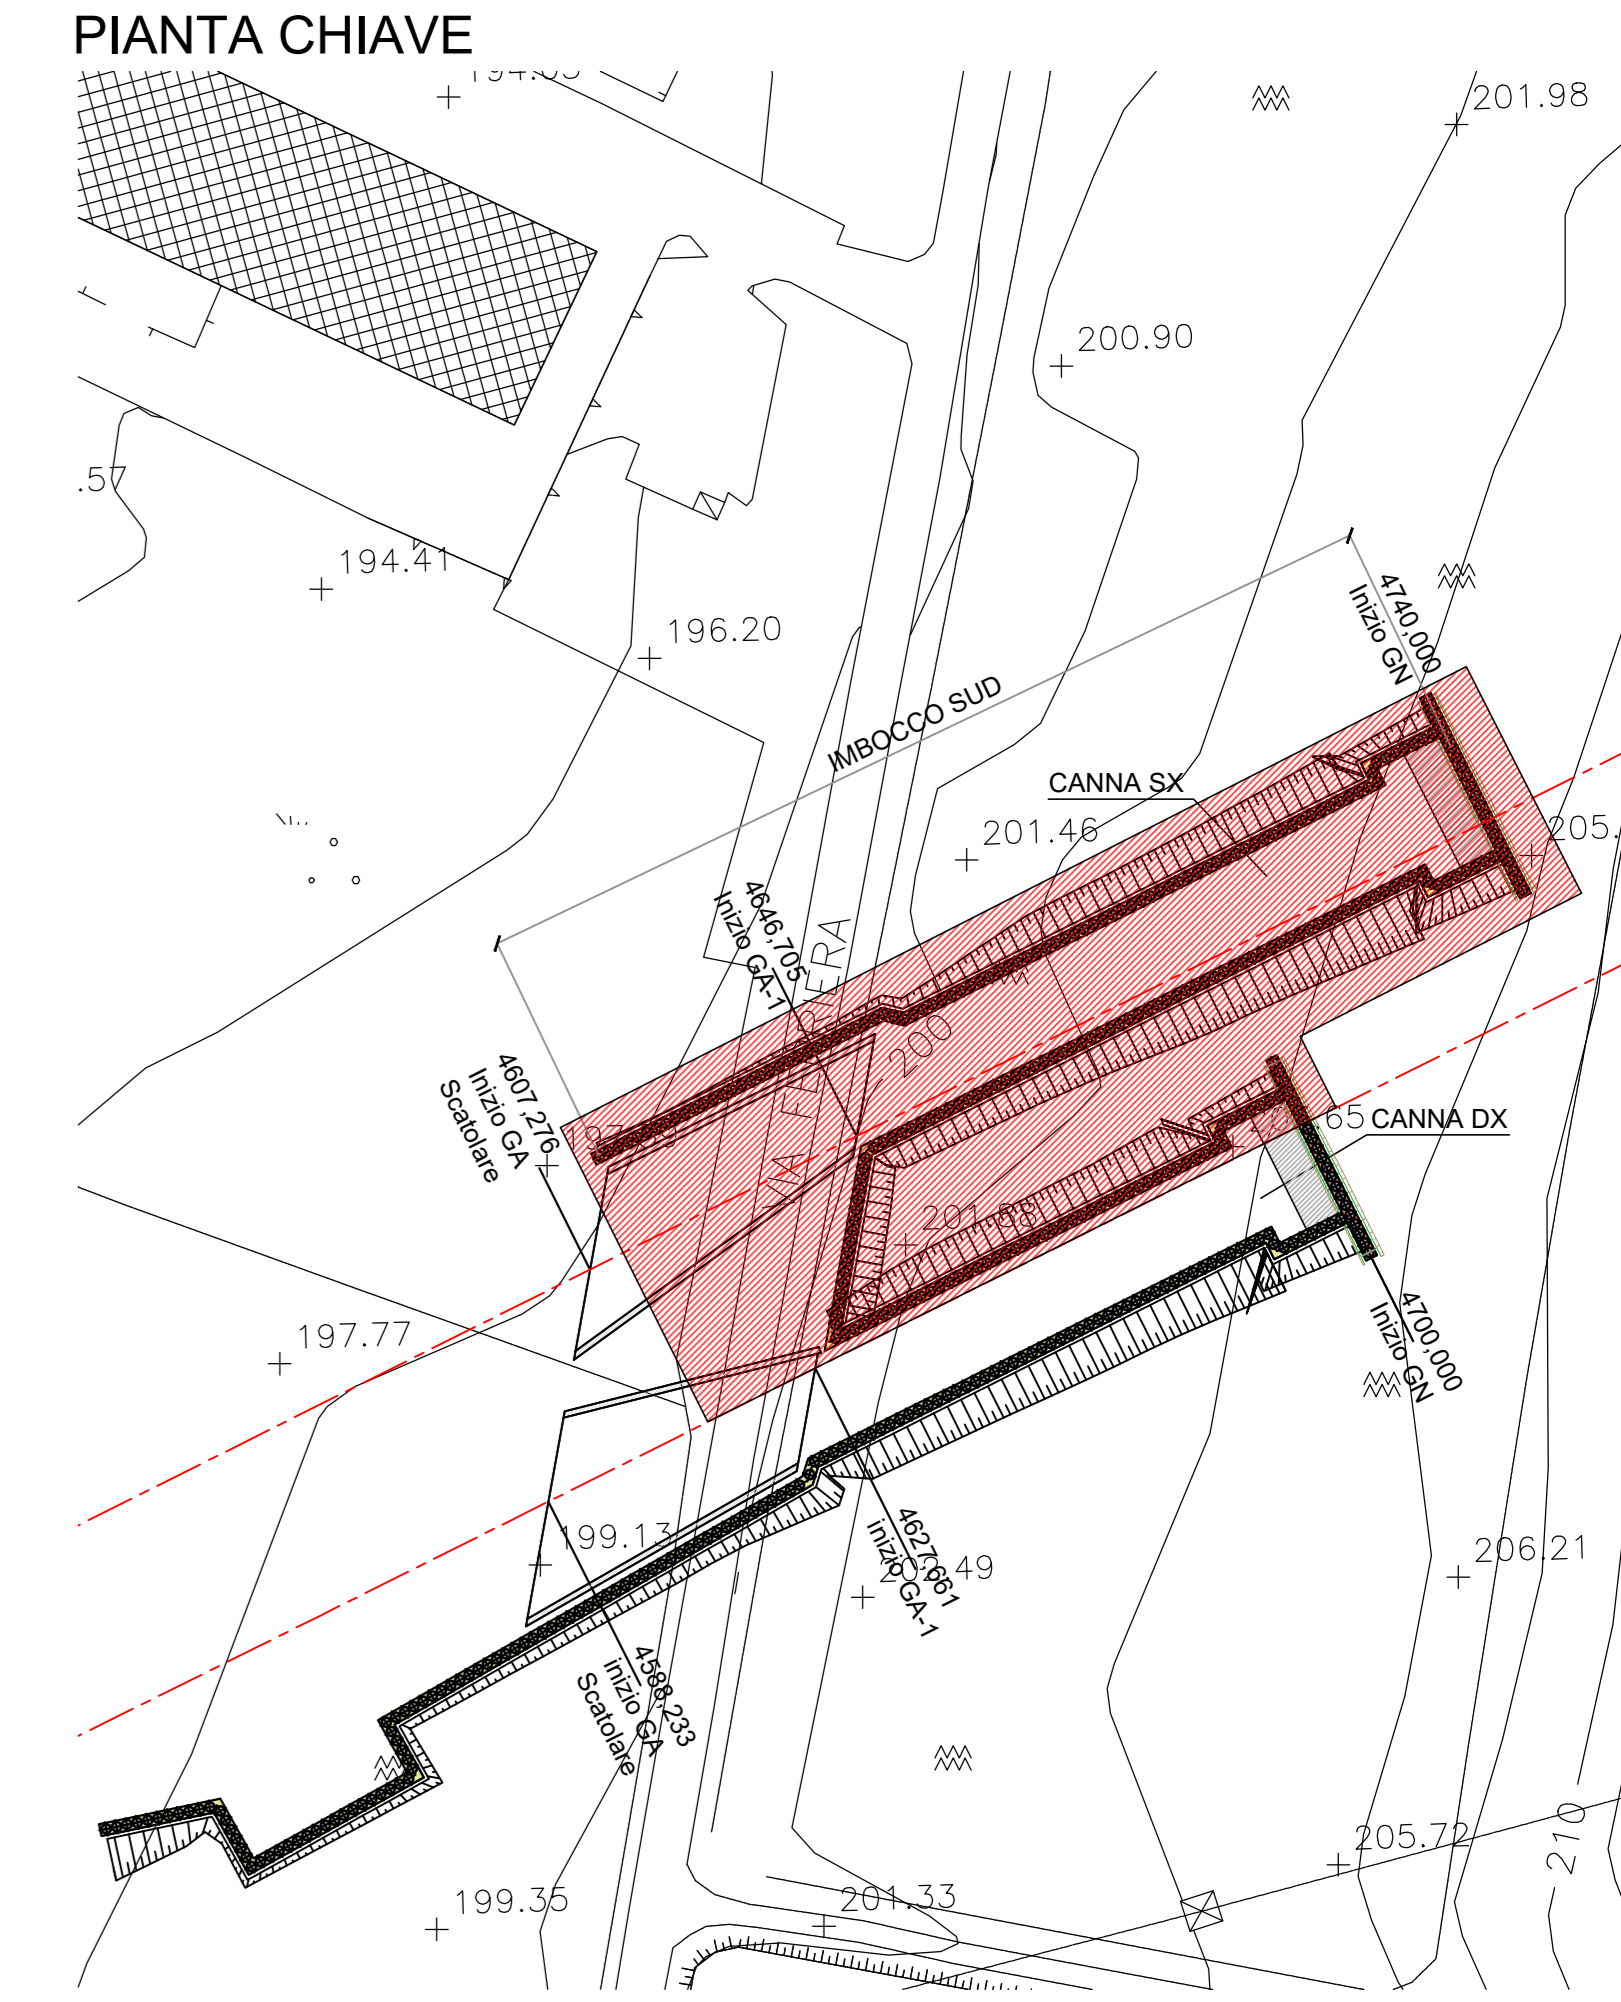 PIANTA CHIAVE
201.98
200.90
.57
194.41
196.20
4740,000
Inizio GN
IMBOCCO SUD
CANNA SX
201.46
205.
4646,705
Inizio GA-1
200
4607,276
Inizio GA
Scatolare
65
CANNA DX
201.88
197.77
4700,000
Inizio GN
199.13
4627,661
inizio GA-1
206.21
4588,233
inizio GA
Scatolare
205.72
210
199.35
201.33